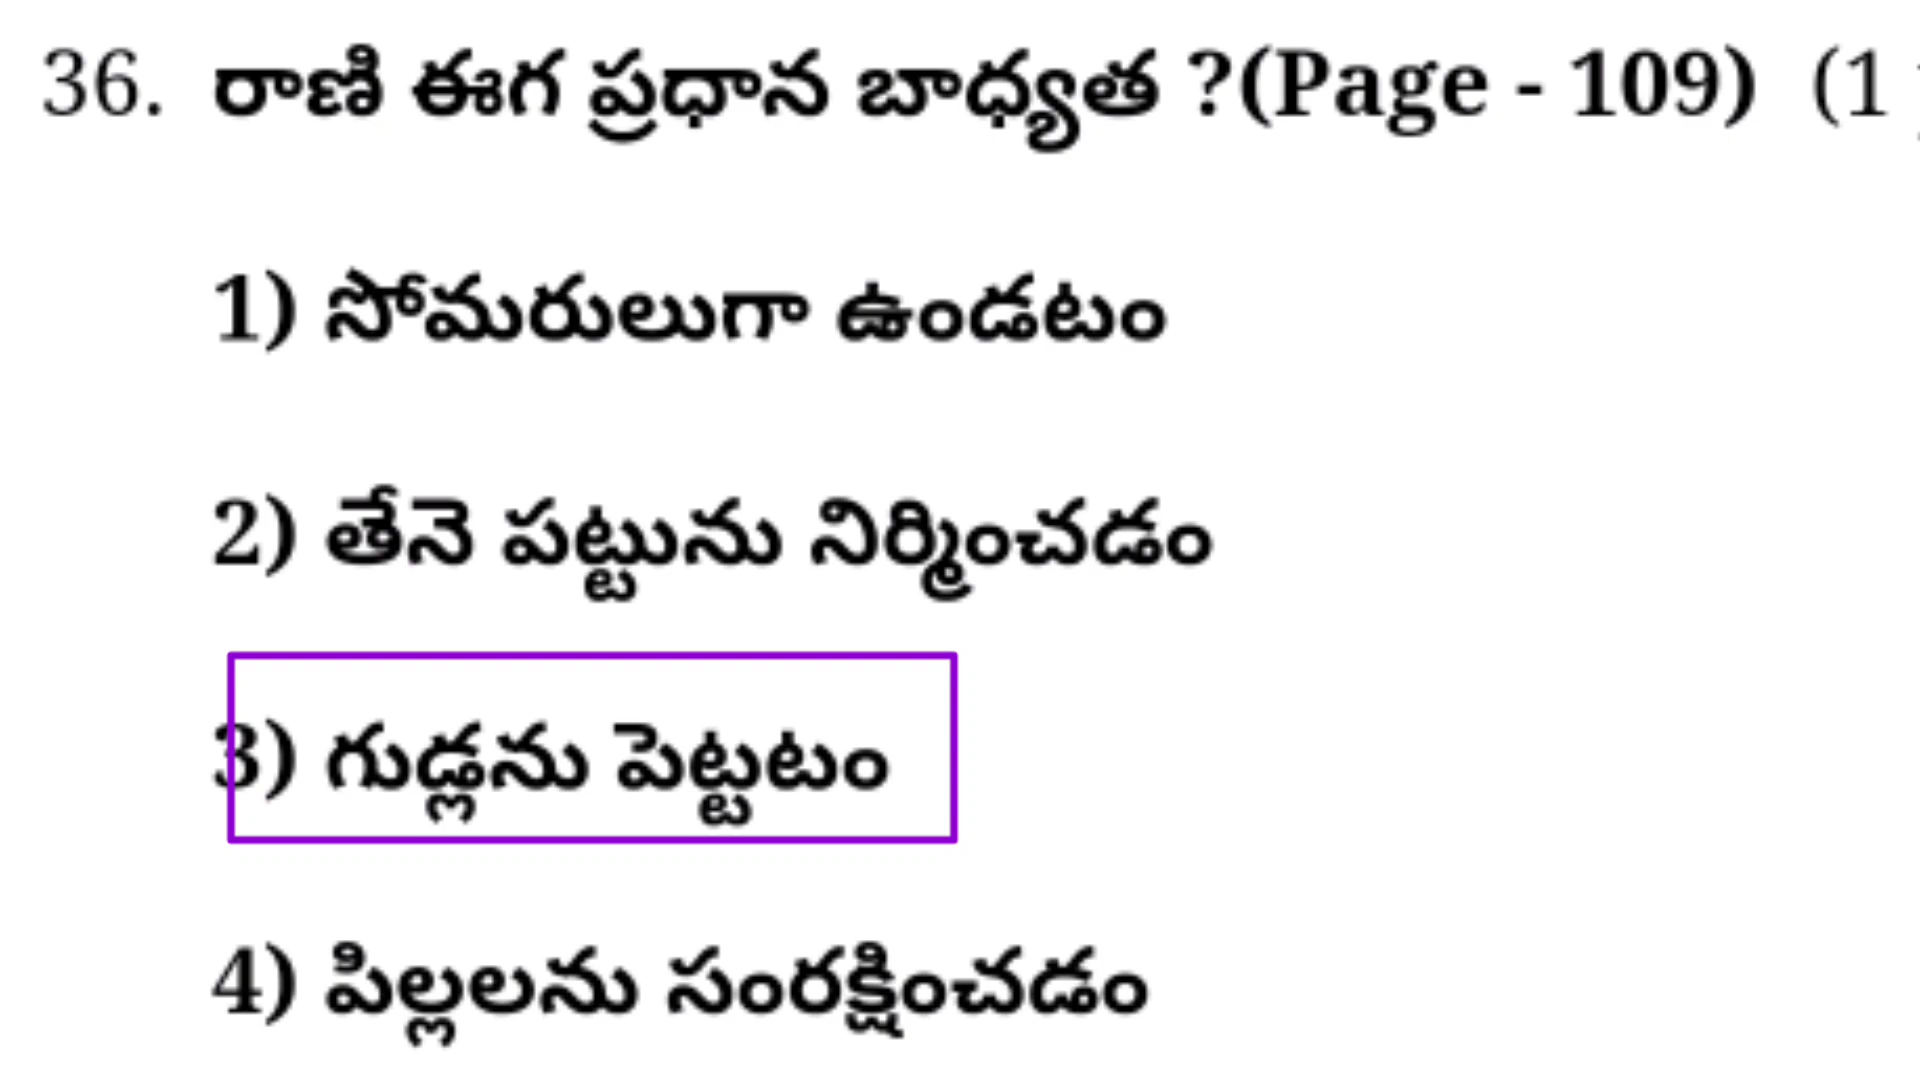 36. రాణి ఈగ ప్రధాన బాధ్యత ?(Page - 109) (1
1) సోమరులుగా ఉండటం
2) తేనె పట్టును నిర్మించడం
3) గుడ్లను పెట్టటం
4) పిల్లలను సంరక్షించడం